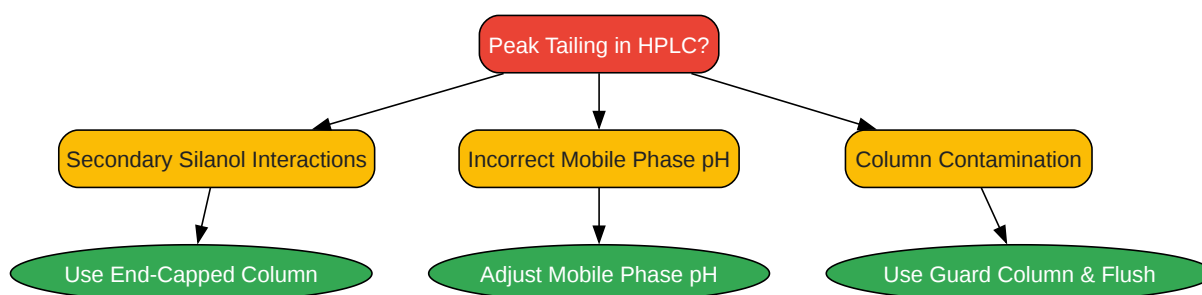 Peak Tailing in HPLC?
Secondary Silanol Interactions
Incorrect Mobile Phase pH
Column Contamination
Use End-Capped Column
Adjust Mobile Phase pH
Use Guard Column & Flush